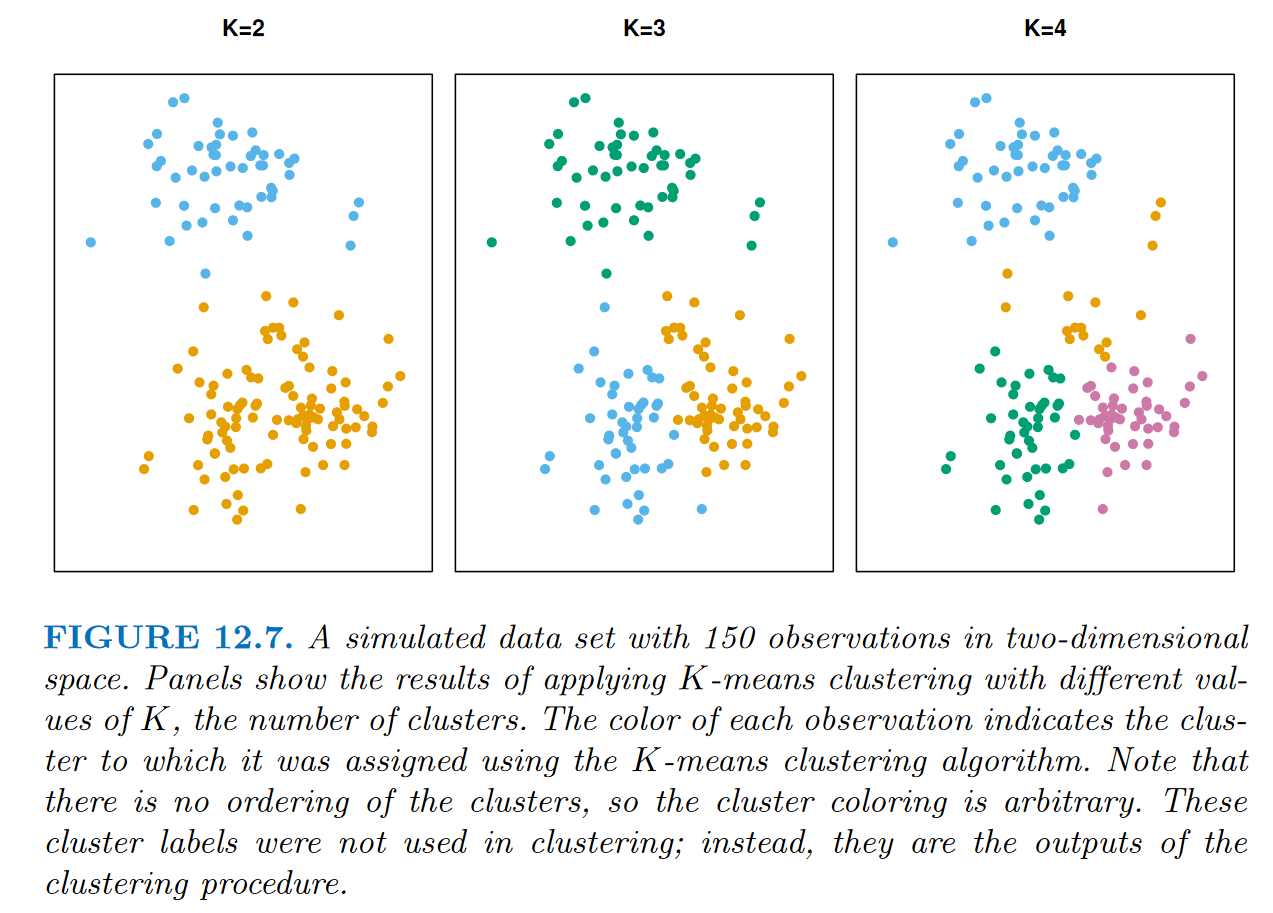 K=2 K=3 K=4
FIGURE 12.7. A simulated data set with 150 observations in two-dimensional
space. Panels show the results of applying K-means clustering with different val-
ues of K, the number of clusters. The color of each observation indicates the clus-
ter to which it was assigned using the K-means clustering algorithm. Note that
there is no ordering of the clusters, so the cluster coloring is arbitrary. These
cluster labels were not used in clustering; instead, they are the outputs of the
clustering procedure.